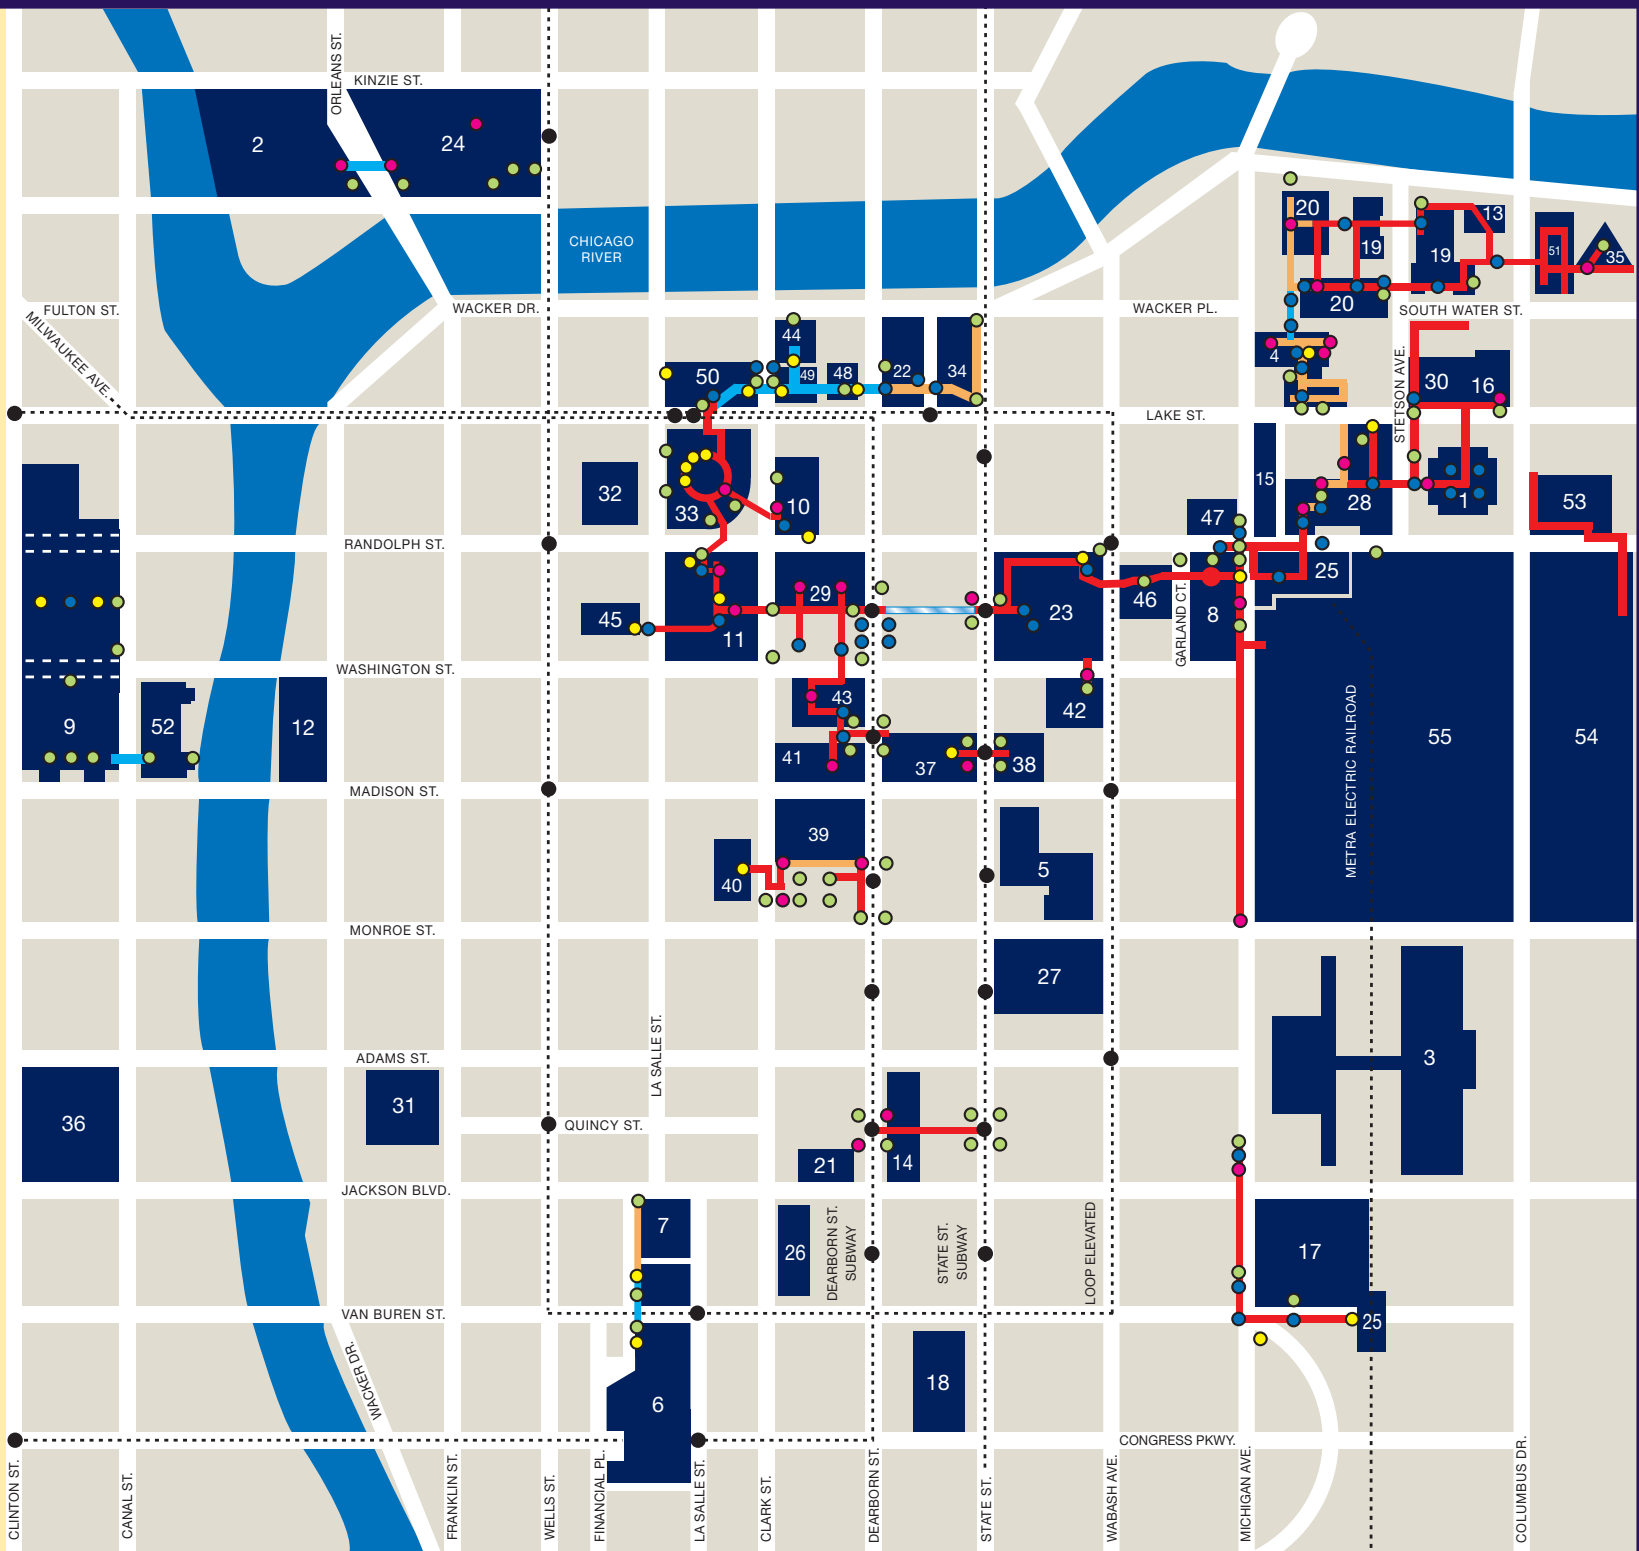 ORLEANS ST.
KINZIE ST.
2
24
CHICAGO
RIVER
20
19
19
13
51
35
FULTON ST.
WACKER DR.
WACKER PL.
20
SOUTH WATER ST.
MILWAUKEE AVE.
44
50
49
48
22
34
4
STETSON AVE.
30
16
LAKE ST.
32
33
10
47
15
28
1
53
RANDOLPH ST.
45
11
29
23
46
GARLAND CT.
8
25
WASHINGTON ST.
9
52
12
43
42
METRA ELECTRIC RAILROAD
55
54
41
37
38
MADISON ST.
39
40
5
MONROE ST.
27
LA SALLE ST.
ADAMS ST.
3
36
31
QUINCY ST.
21
14
JACKSON BLVD.
7
26
DEARBORN ST.
SUBWAY
STATE ST.
SUBWAY
LOOP ELEVATED
17
VAN BUREN ST.
25
WACKER DR.
6
18
CONGRESS PKWY.
CLINTON ST.
CANAL ST.
FRANKLIN ST.
WELLS ST.
FINANCIAL PL.
LA SALLE ST.
CLARK ST.
DEARBORN ST.
STATE ST.
WABASH AVE.
MICHIGAN AVE.
COLUMBUS DR.